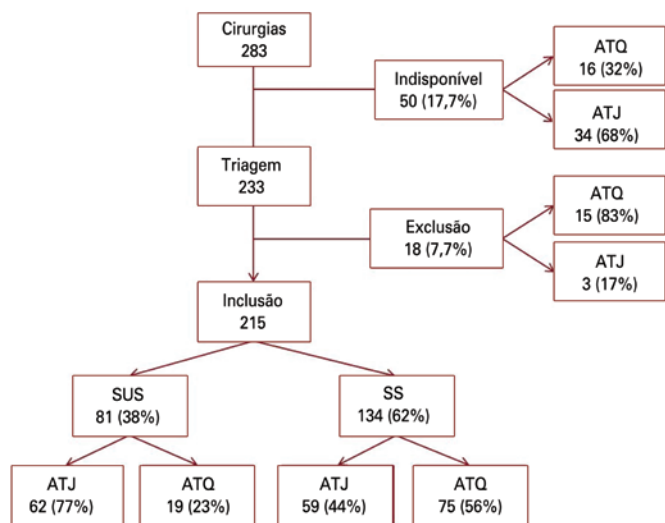 Cirurgias
283
Indisponível
50 (17,7%)
ATQ
16 (32%)
ATJ
34 (68%)
Triagem
233
Exclusão
18 (7,7%)
ATQ
15 (83%)
ATJ
3 (17%)
Inclusão
215
SUS
81 (38%)
SS
134 (62%)
ATJ
62 (77%)
ATQ
19 (23%)
ATJ
59 (44%)
ATQ
75 (56%)